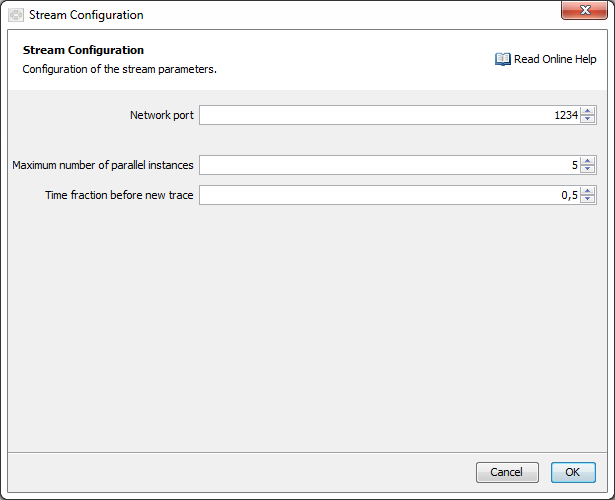 Stream Configuration
Stream Configuration
Configuration of the stream parameters.
Read Online Help
Network port 1234
Maximum number of parallel instances 5
Time fraction before new trace 0,5
Cancel OK